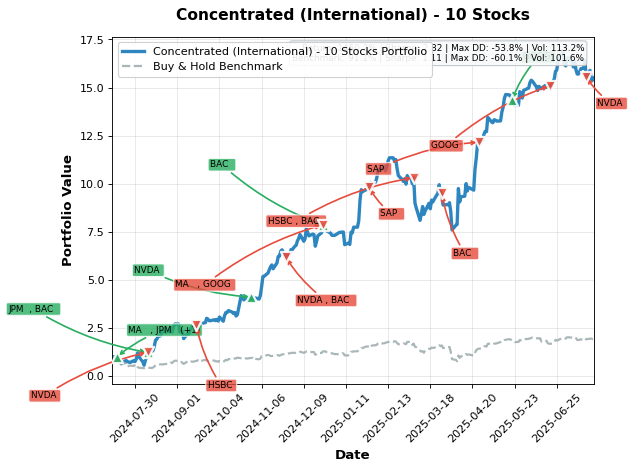 Concentrated (International) - 10 Stocks
Concentrated (International) - 10 Stocks Portfolio
Buy & Hold Benchmark
32 | Max DD: -53.8% | Vol: 113.2%
11 | Max DD: -60.1% | Vol: 101.6%
Portfolio Value
17.5
15.0
12.5
10.0
7.5
5.0
2.5
0.0
NVDA
GOOG
BAC
SAP
SAP
HSBC , BAC
BAC
NVDA
MA , GOOG
NVDA , BAC
JPM , BAC
MA , JPM (+1
HSBC
NVDA
2024-07-30
2024-09-01
2024-10-04
2024-11-06
2024-12-09
2025-01-11
2025-02-13
2025-03-18
2025-04-20
2025-05-23
2025-06-25
Date